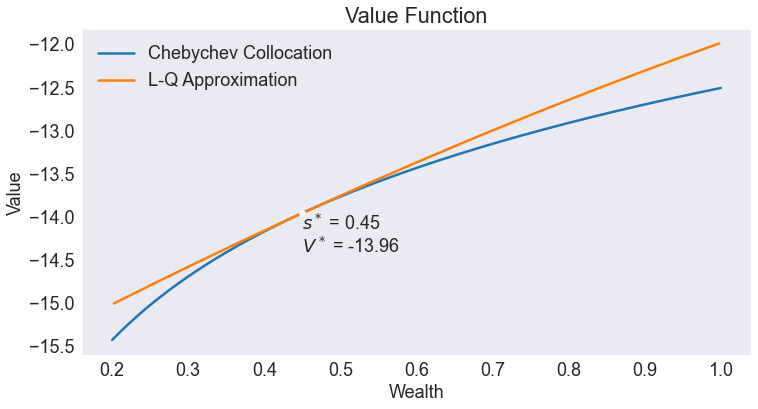 Value Function
Chebychev Collocation
L-Q Approximation
−12.0
−12.5
−13.0
−13.5
−14.0
−14.5
−15.0
−15.5
Value
s* = 0.45
V* = -13.96
0.2 0.3 0.4 0.5 0.6 0.7 0.8 0.9 1.0
Wealth